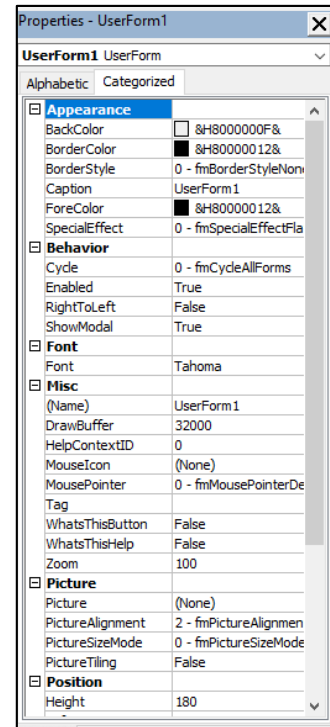 Properties - UserForm1
UserForm1 UserForm
Alphabetic Categorized
Appearance
BackColor &H8000000F&
BorderColor &H80000012&
BorderStyle 0 - fmBorderStyleNon
Caption UserForm1
ForeColor &H80000012&
SpecialEffect 0 - fmSpecialEffectFla
Behavior
Cycle 0 - fmCycleAllForms
Enabled True
RightToLeft False
ShowModal True
Font
Font Tahoma
Misc
(Name) UserForm1
DrawBuffer 32000
HelpContextID 0
MouseIcon (None)
MousePointer 0 - fmMousePointerDe
Tag
WhatsThisButton False
WhatsThisHelp False
Zoom 100
Picture
Picture (None)
PictureAlignment 2 - fmPictureAlignmen
PictureSizeMode 0 - fmPictureSizeMode
PictureTiling False
Position
Height 180